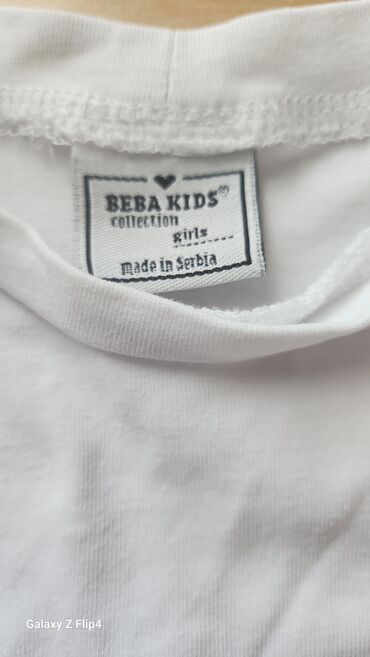 BEBA KIDS®
collection
girls
made in Serbia
Galaxy Z Flip4